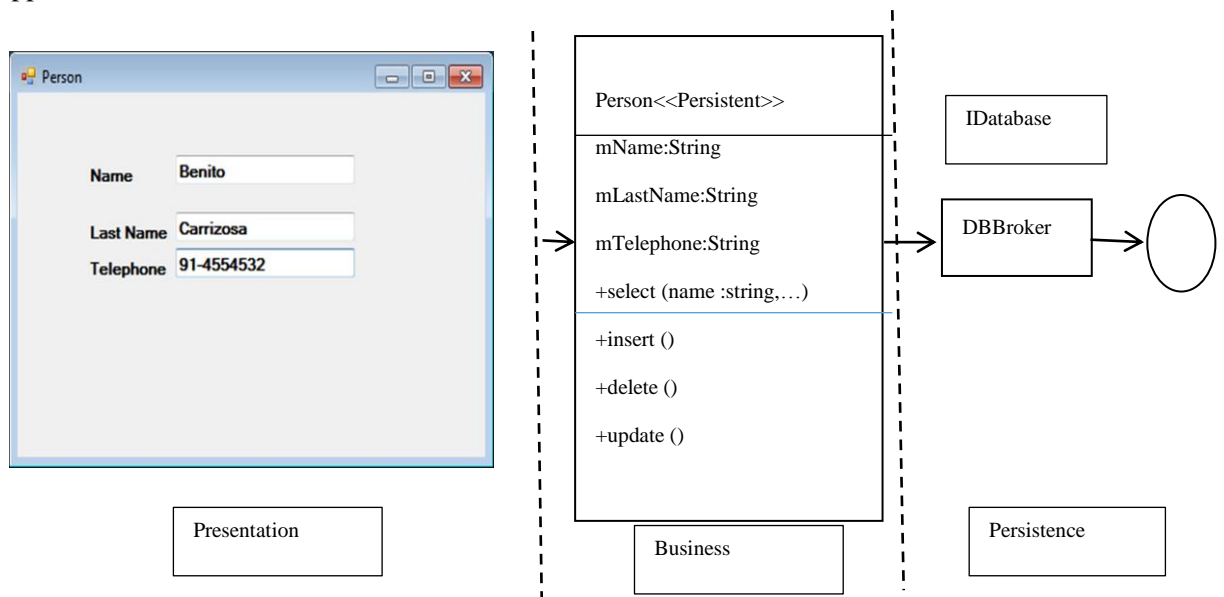 Person
Name
Benito
Last Name
Carrizosa
Telephone
91-4554532
Presentation
Person<<Persistent>>
mName:String
mLastName:String
mTelephone:String
+select (name :string,…)
+insert ()
+delete ()
+update ()
Business
IDatabase
DBBroker
Persistence